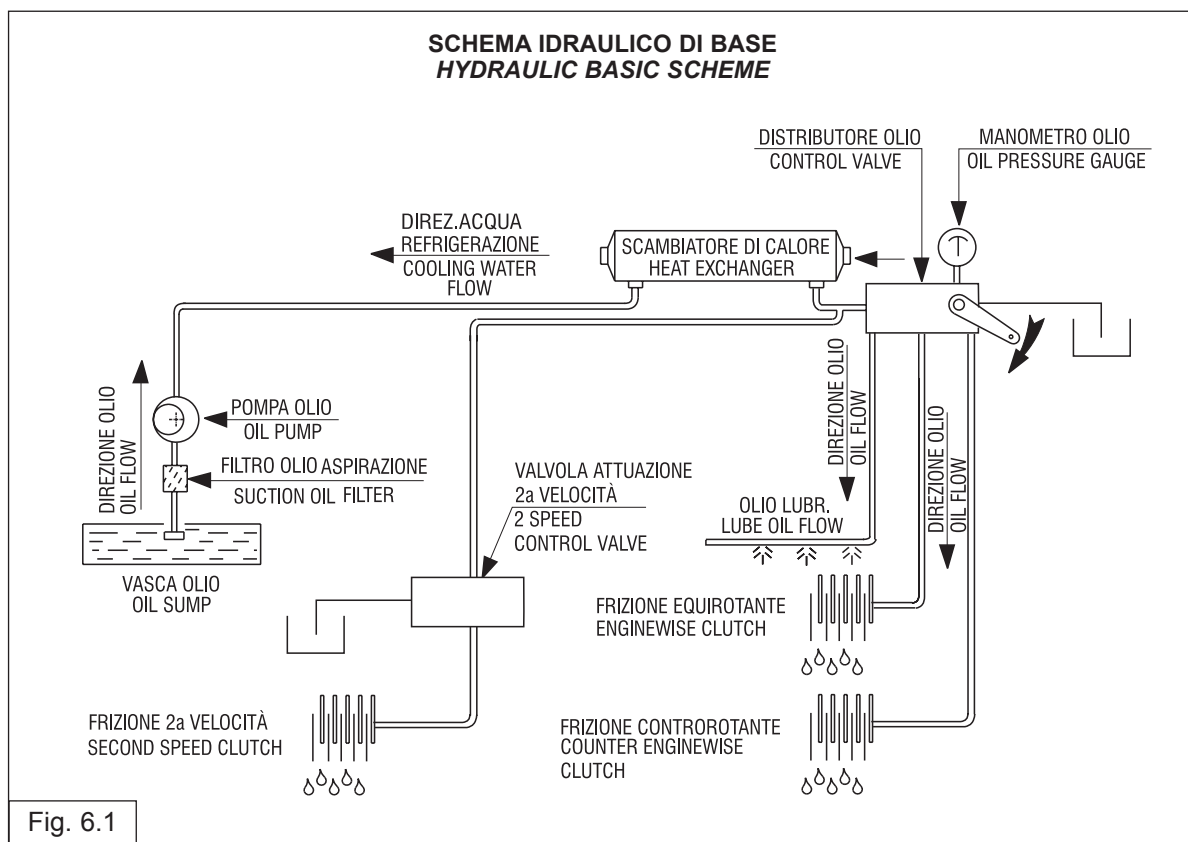 SCHEMA IDRAULICO DI BASE
HYDRAULIC BASIC SCHEME
DISTRIBUTORE OLIO
CONTROL VALVE
MANOMETRO OLIO
OIL PRESSURE GAUGE
DIREZ.ACQUA
REFRIGERAZIONE
COOLING WATER
FLOW
SCAMBIATORE DI CALORE
HEAT EXCHANGER
DIREZIONE OLIO
OIL FLOW
POMPA OLIO
OIL PUMP
FILTRO OLIO ASPIRAZIONE
SUCTION OIL FILTER
VASCA OLIO
OIL SUMP
VALVOLA ATTUAZIONE
2a VELOCITÀ
2 SPEED
CONTROL VALVE
DIREZIONE OLIO
OIL FLOW
DIREZIONE OLIO
OIL FLOW
OLIO LUBR.
LUBE OIL FLOW
FRIZIONE EQUIROTANTE
ENGINEWISE CLUTCH
FRIZIONE 2a VELOCITÀ
SECOND SPEED CLUTCH
FRIZIONE CONTROROTANTE
COUNTER ENGINEWISE
CLUTCH
Fig. 6.1